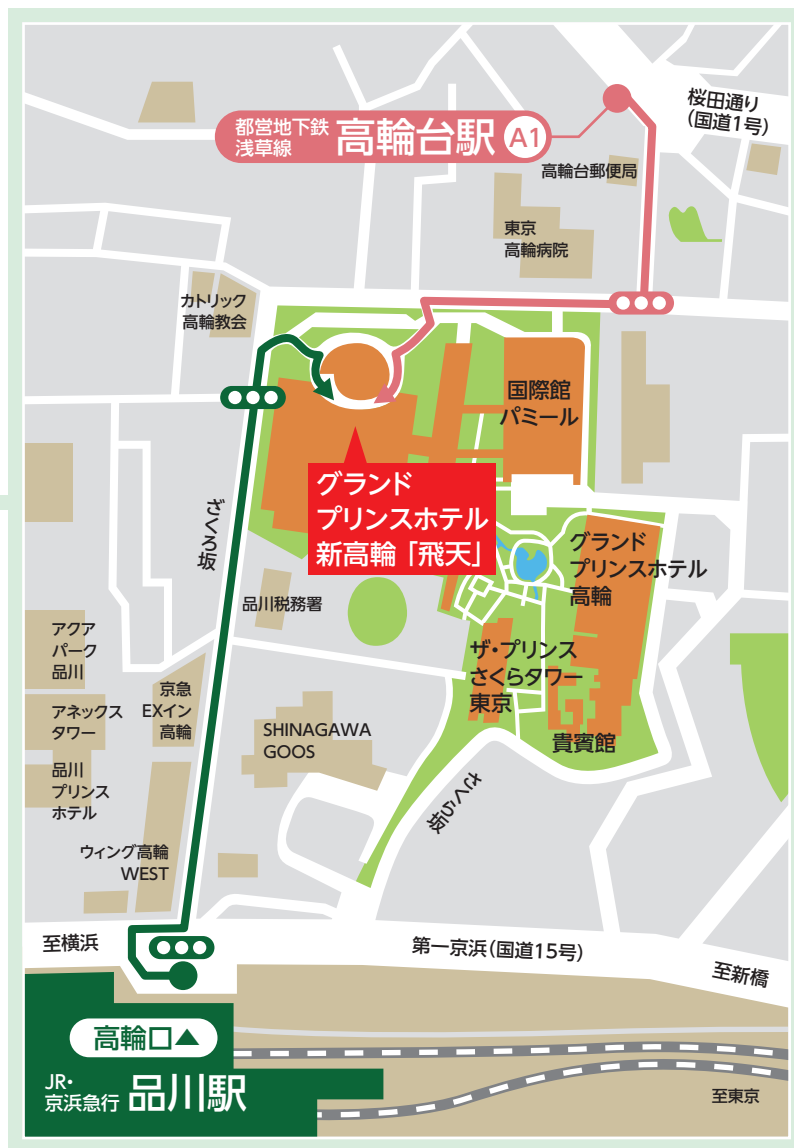 桜田通り
(国道1号)
都営地下鉄
浅草線
高輪台駅 A1
高輪台郵便局
東京
高輪病院
カトリック
高輪教会
国際館
パミール
グランド
プリンスホテル
新高輪「飛天」
ざくろ坂
グランド
プリンスホテル
高輪
品川税務署
アクア
パーク
品川
ザ・プリンス
さくらタワー
東京
京急
EXイン
高輪
アネックス
タワー
SHINAGAWA
GOOS
貴賓館
品川
プリンス
ホテル
さくら坂
ウィング高輪
WEST
至横浜
第一京浜(国道15号)
至新橋
高輪口▲
JR・
京浜急行
品川駅
至東京